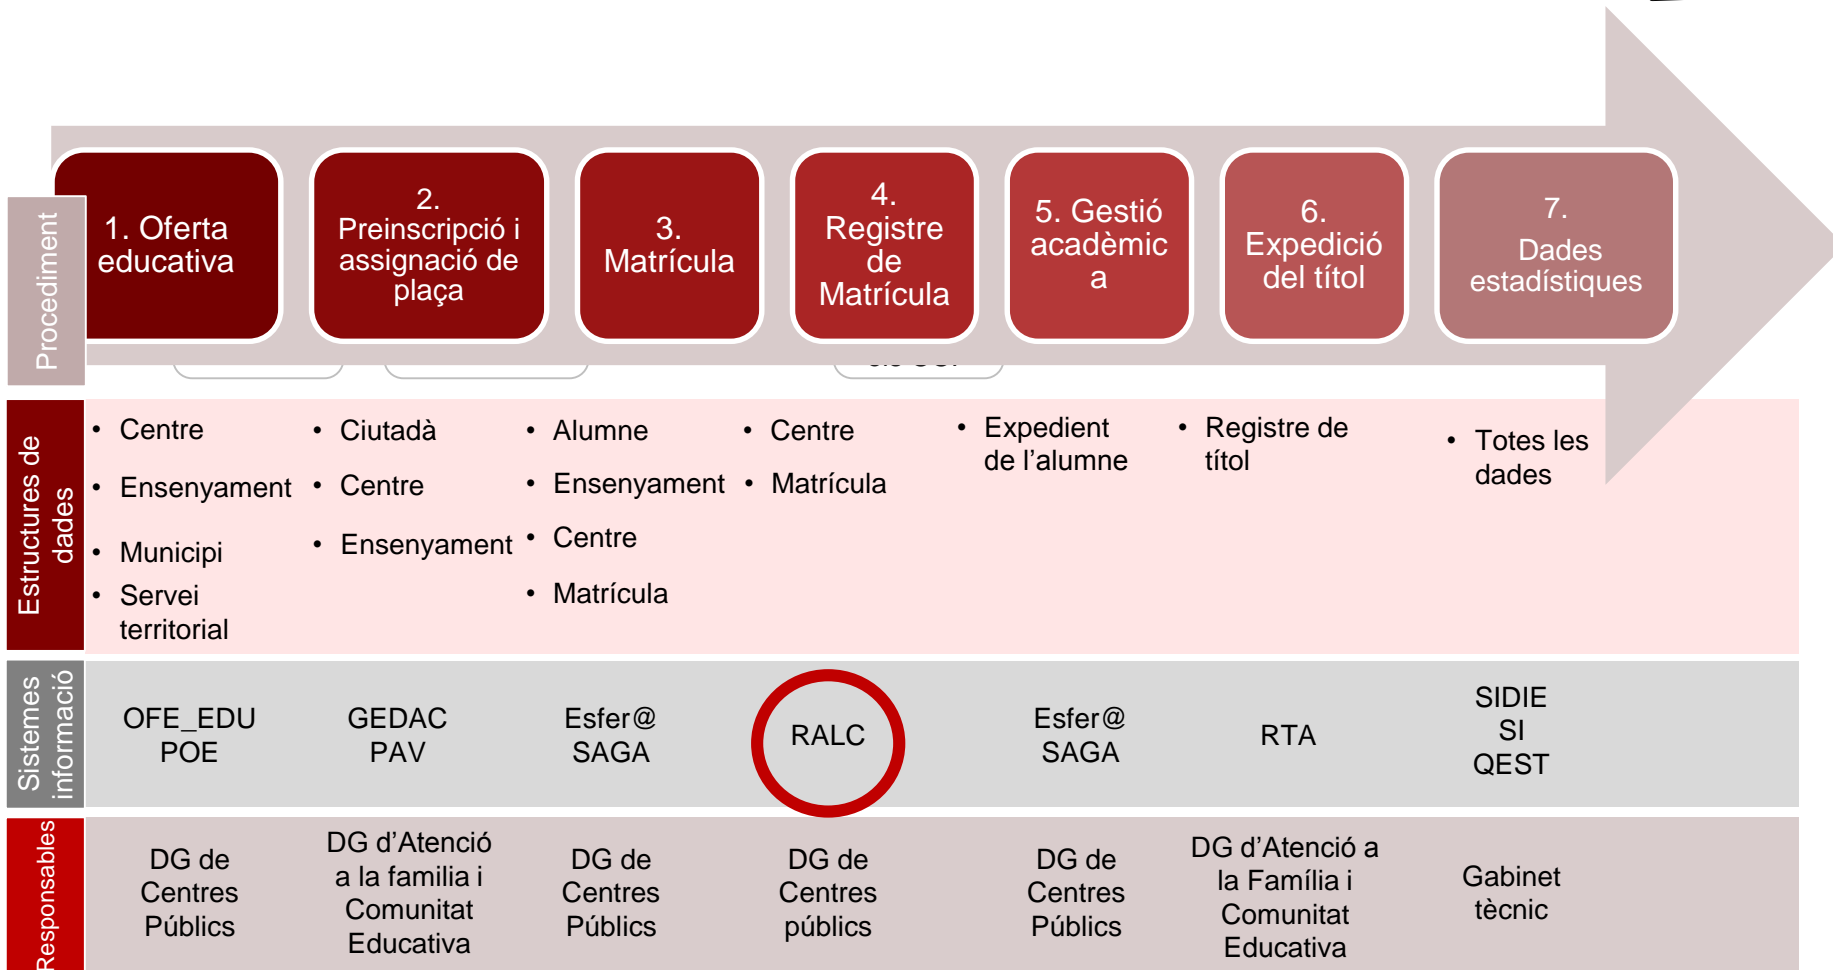 Procediment
1. Oferta
educativa
2.
Preinscripció i
assignació de
plaça
3.
Matrícula
4.
Registre
de
Matrícula
5. Gestió
acadèmic
a
6.
Expedició
del títol
7.
Dades
estadístiques
Estructures de
dades
• Centre
• Ensenyament
• Municipi
• Servei
territorial
• Ciutadà
• Centre
• Ensenyament
• Alumne
• Ensenyament
• Centre
• Matrícula
• Centre
• Matrícula
• Expedient
de l’alumne
• Registre de
títol
• Totes les
dades
Sistemes
informació
OFE_EDU
POE
GEDAC
PAV
Esfer@
SAGA
RALC
Esfer@
SAGA
RTA
SIDIE
SI
QEST
Responsables
DG de
Centres
Públics
DG d’Atenció
a la familia i
Comunitat
Educativa
DG de
Centres
Públics
DG de
Centres
públics
DG de
Centres
Públics
DG d’Atenció a
la Família i
Comunitat
Educativa
Gabinet
tècnic